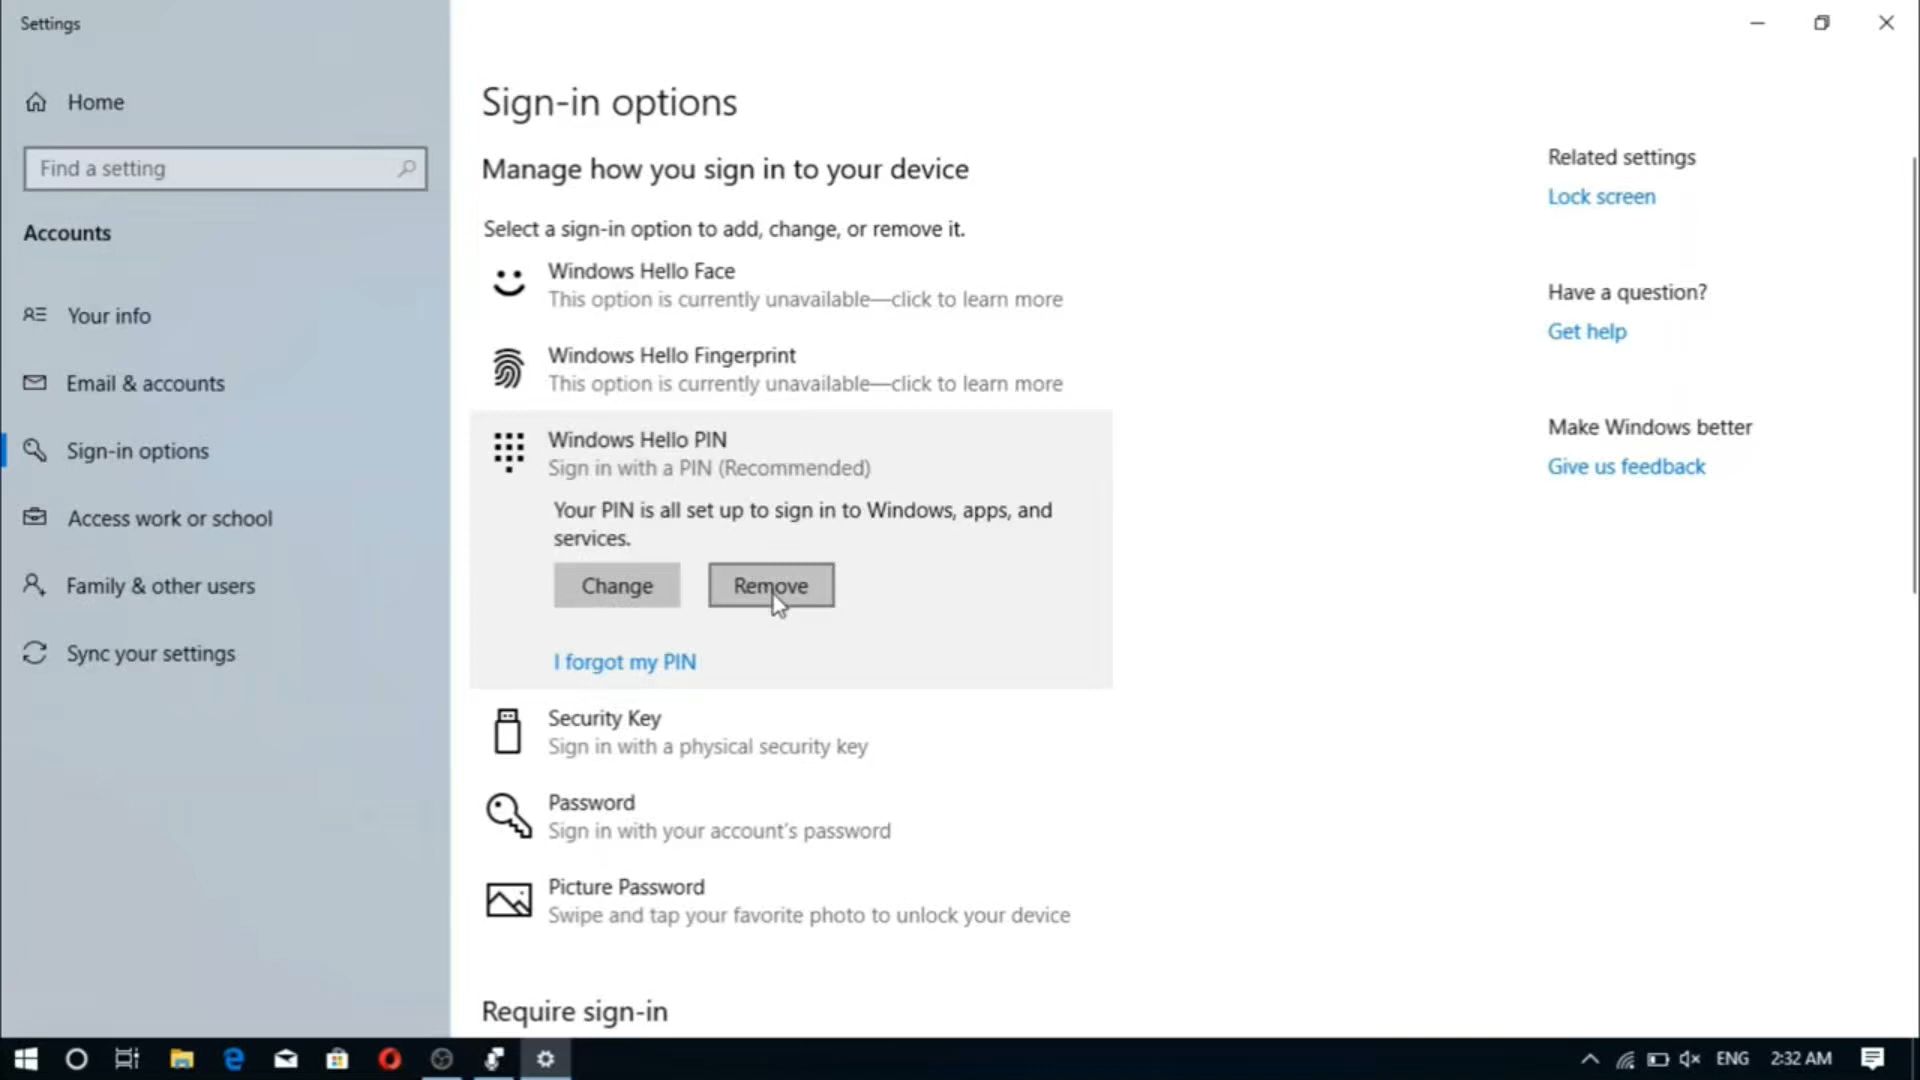 Settings
Home
Find a setting
Accounts
Your info
Email & accounts
Sign-in options
Access work or school
Family & other users
Sync your settings
Sign-in options
Manage how you sign in to your device
Select a sign-in option to add, change, or remove it.
Windows Hello Face
This option is currently unavailable—click to learn more
Windows Hello Fingerprint
This option is currently unavailable—click to learn more
Windows Hello PIN
Sign in with a PIN (Recommended)
Your PIN is all set up to sign in to Windows, apps, and
services.
Change
Remove
I forgot my PIN
Security Key
Sign in with a physical security key
Password
Sign in with your account's password
Picture Password
Swipe and tap your favorite photo to unlock your device
Require sign-in
Related settings
Lock screen
Have a question?
Get help
Make Windows better
Give us feedback
ENG
2:32 AM